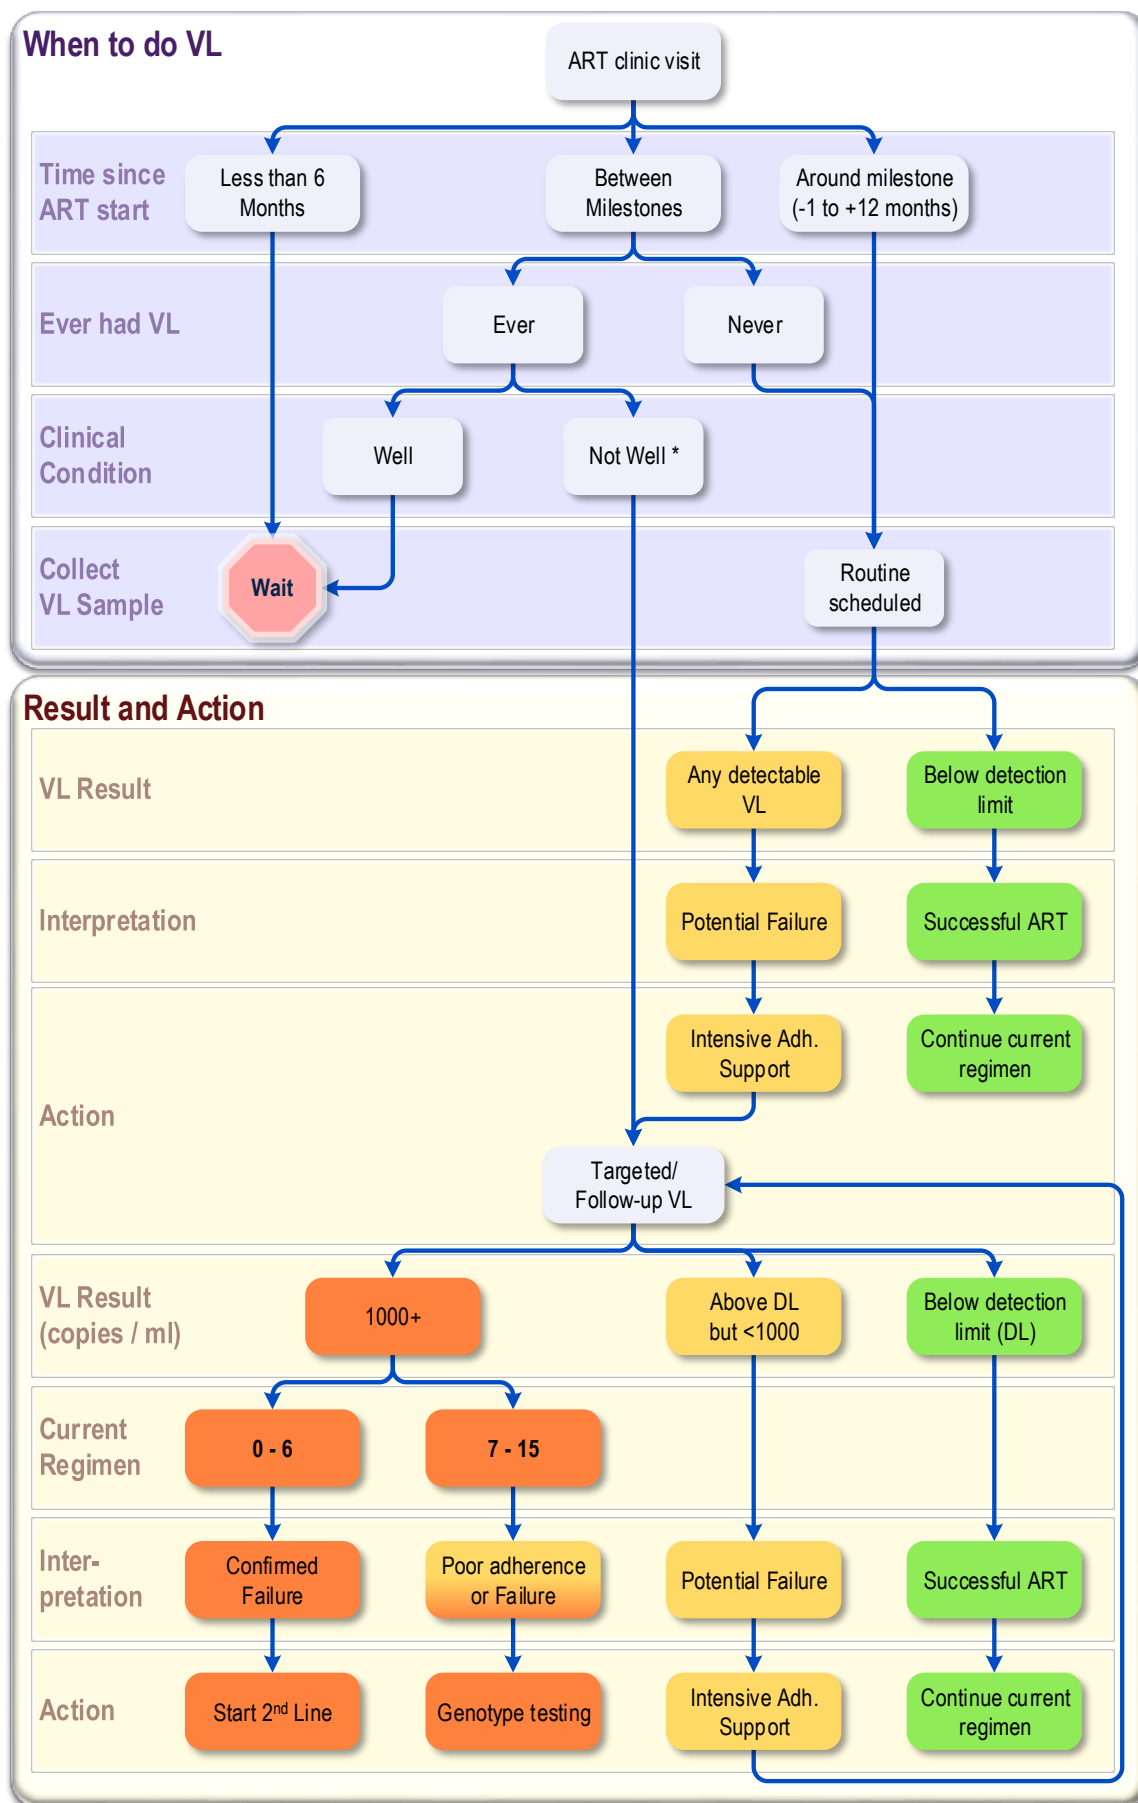 When to do VL
ART clinic visit
Time since
ART start
Less than 6
Months
Between
Milestones
Around milestone
(-1 to +12 months)
Ever had VL
Ever
Never
Clinical
Condition
Well
Not Well *
Collect
VL Sample
Wait
Routine
scheduled
Result and Action
VL Result
Any detectable
VL
Below detection
limit
Interpretation
Potential Failure
Successful ART
Action
Intensive Adh.
Support
Continue current
regimen
Targeted/
Follow-up VL
VL Result
(copies / ml)
1000+
Above DL
but <1000
Below detection
limit (DL)
Current
Regimen
0 - 6
7 - 15
Inter-
pretation
Confirmed
Failure
Poor adherence
or Failure
Potential Failure
Successful ART
Action
Start 2nd Line
Genotype testing
Intensive Adh.
Support
Continue current
regimen